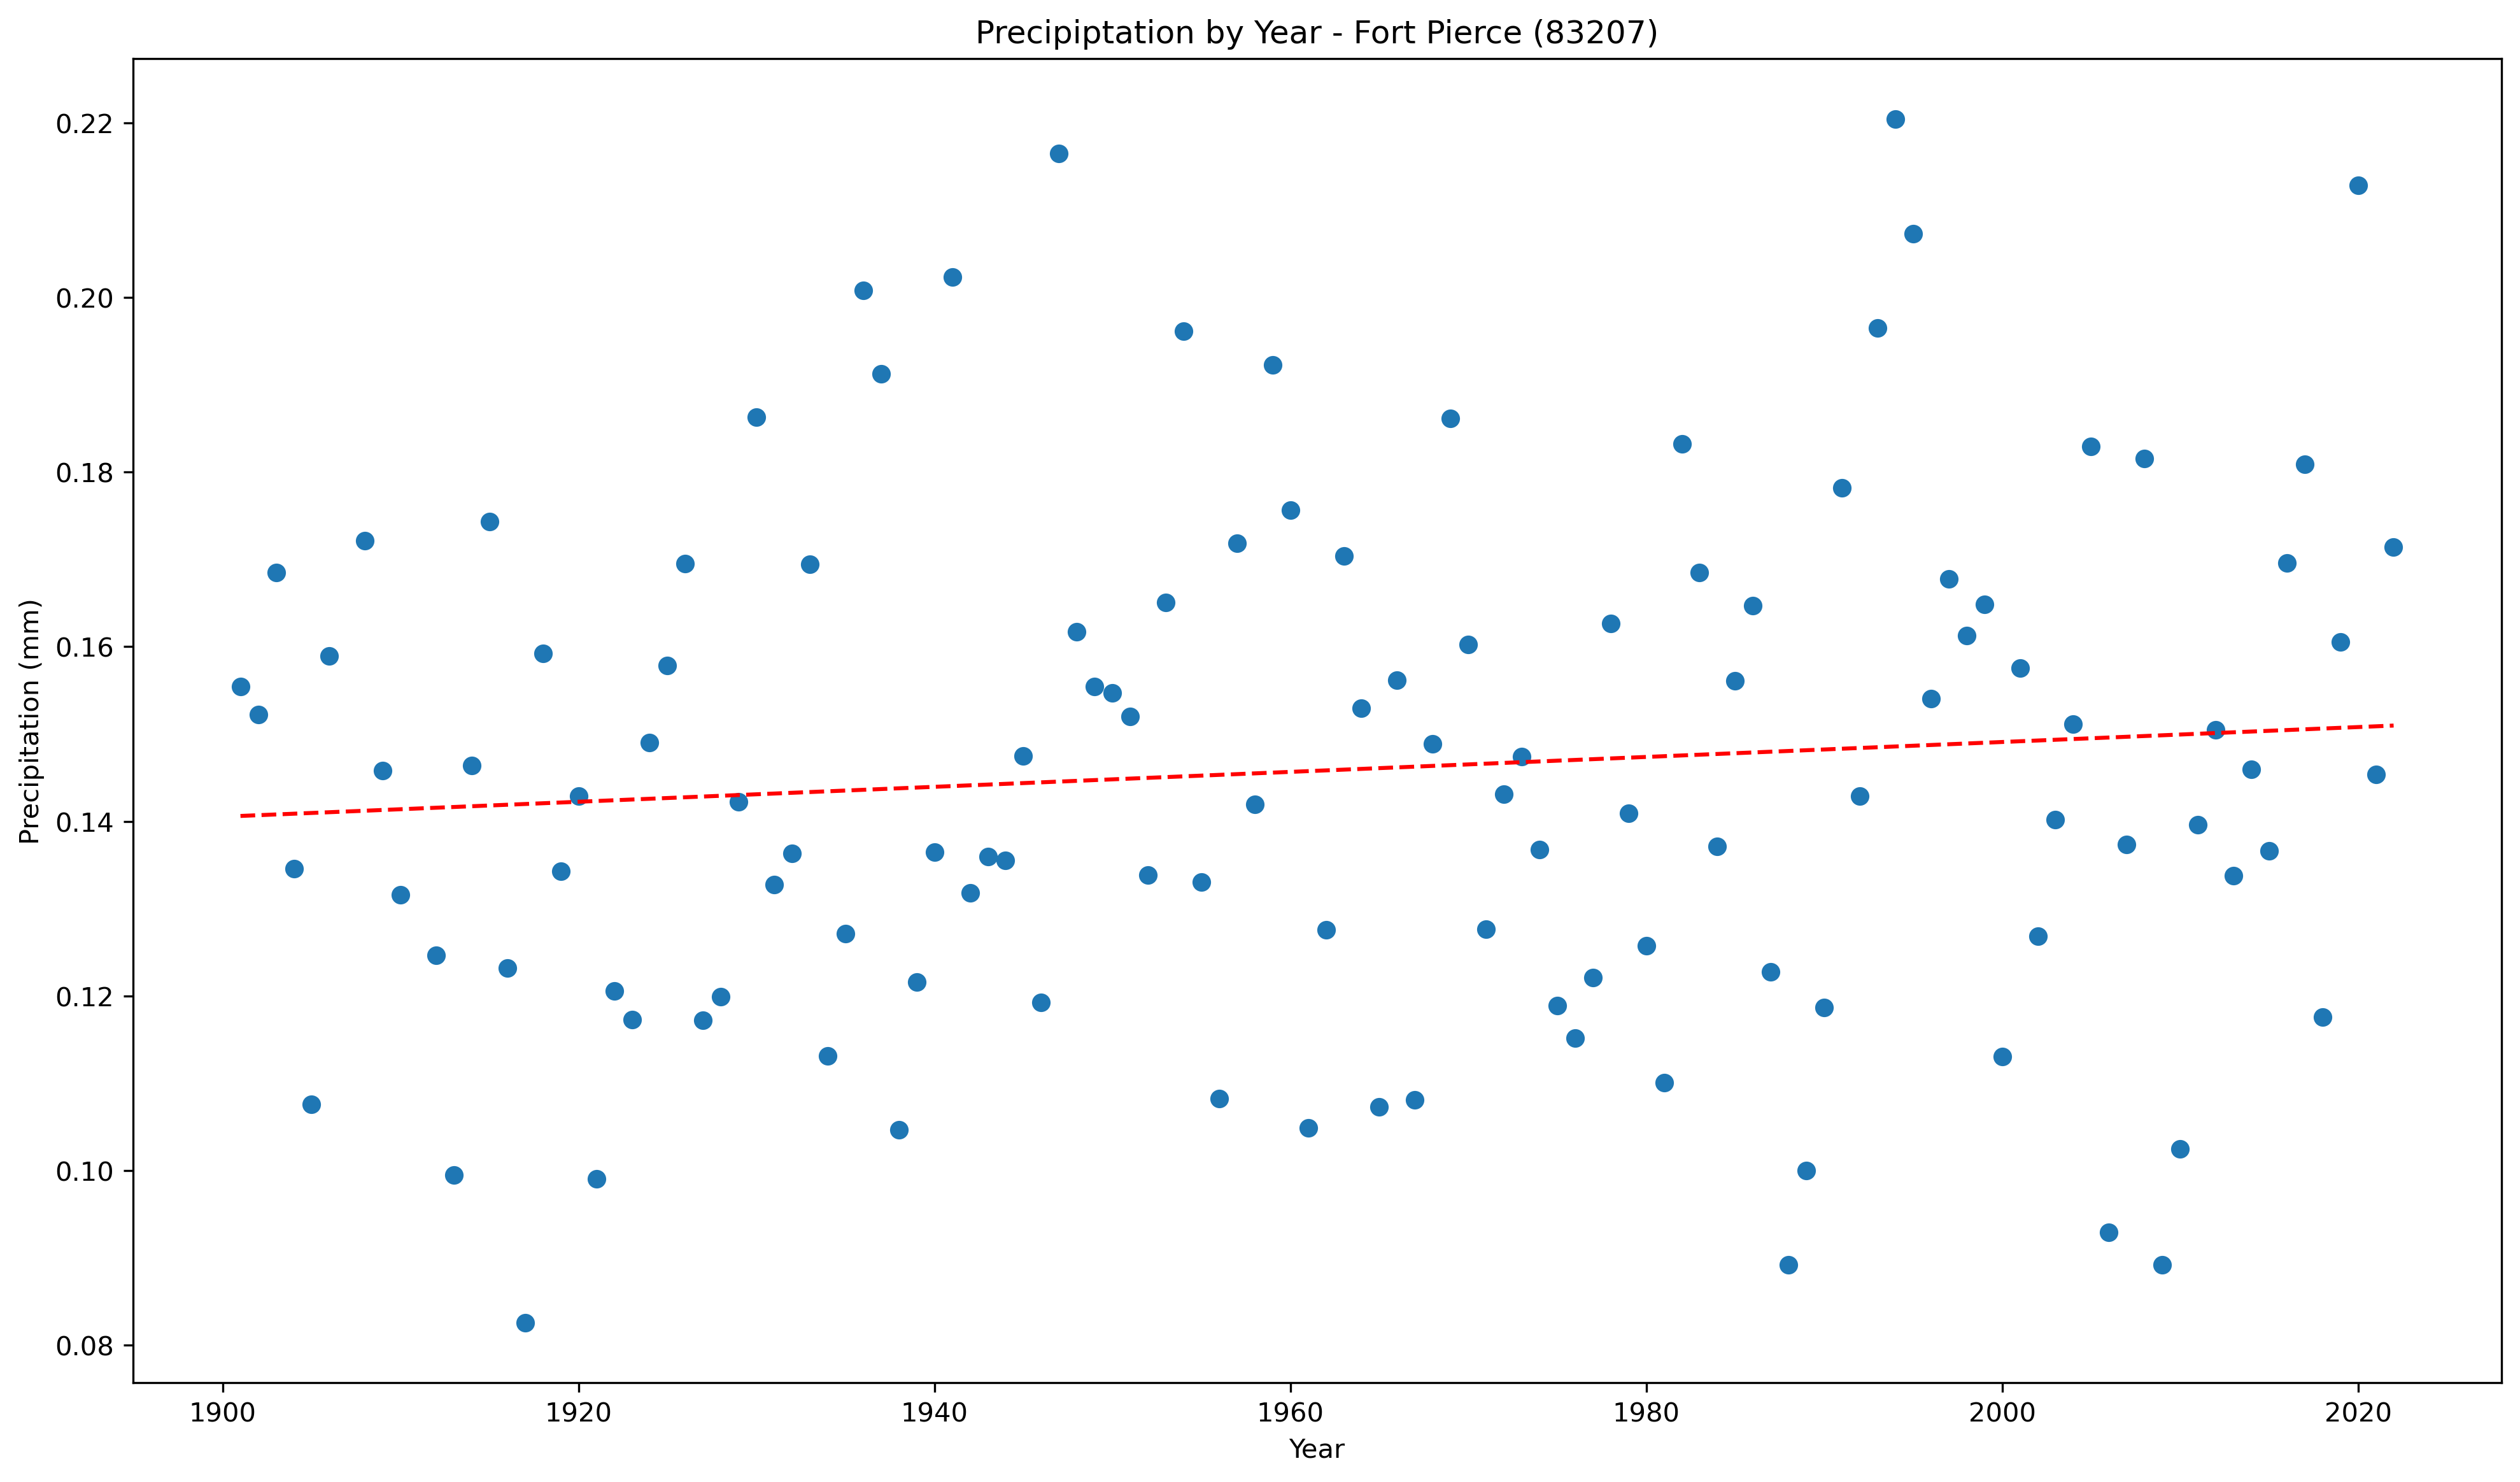 Precipiptation by Year - Fort Pierce (83207)
Precipitation (mm)
0.22
0.20
0.18
0.16
0.14
0.12
0.10
0.08
1900 1920 1940 1960 1980 2000 2020
Year